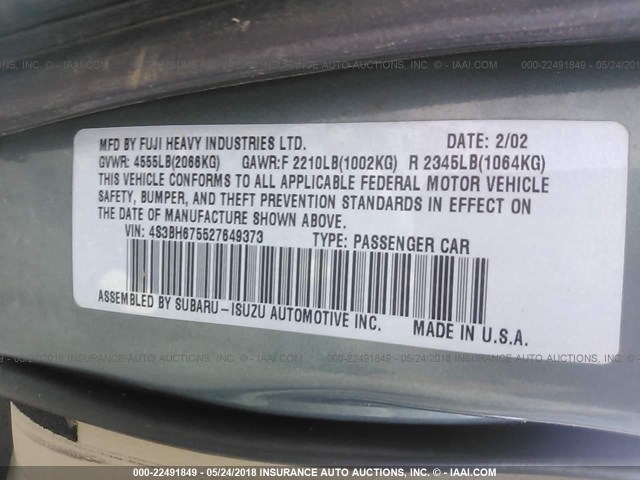 MFD BY FUJI HEAVY INDUSTRIES LTD. DATE: 2/02
GVWR: 4555LB(2066KG) GAWR:F 2210LB(1002KG) R 2345LB(1064KG)
THIS VEHICLE CONFORMS TO ALL APPLICABLE FEDERAL MOTOR VEHICLE
SAFETY, BUMPER, AND THEFT PREVENTION STANDARDS IN EFFECT ON
THE DATE OF MANUFACTURE SHOWN ABOVE.
VIN: 4S3BH675527649373 TYPE: PASSENGER CAR
ASSEMBLED BY SUBARU-ISUZU AUTOMOTIVE INC. MADE IN U.S.A.
000-22491849 - 05/24/2018 INSURANCE AUTO AUCTIONS, INC. © - IAAI.COM